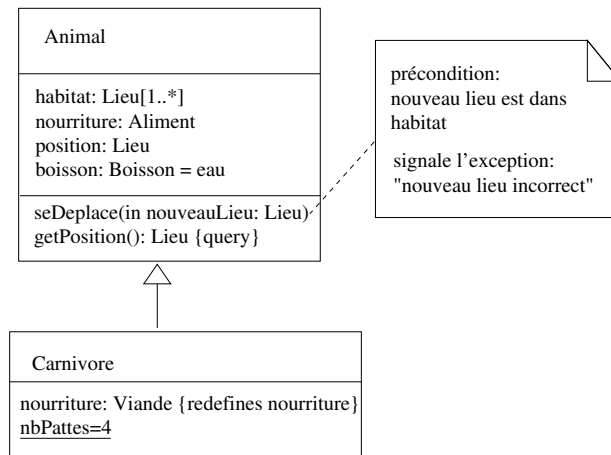 Animal
habitat: Lieu[1..*]
nourriture: Aliment
position: Lieu
boisson: Boisson = eau
seDeplace(in nouveauLieu: Lieu)
getPosition(): Lieu {query}
précondition:
nouveau lieu est dans
habitat
signale l'exception:
"nouveau lieu incorrect"
Carnivore
nourriture: Viande {redefines nourriture}
nbPattes=4